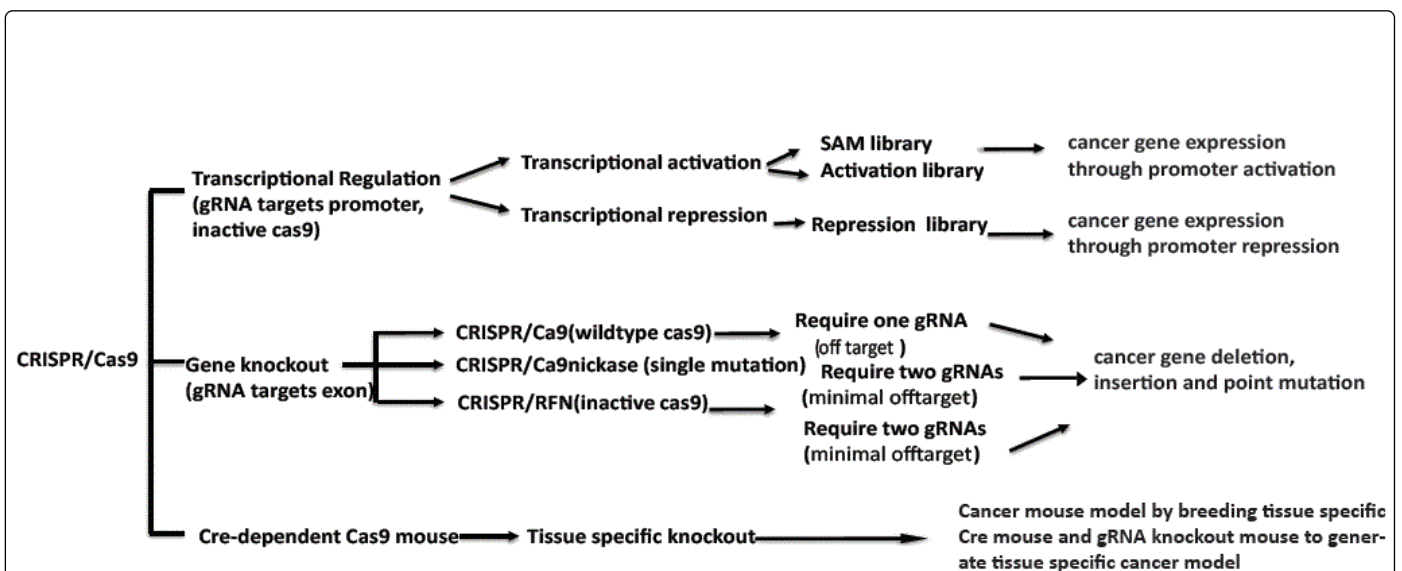 CRISPR/Cas9
Transcriptional Regulation
(gRNA targets promoter,
inactive cas9)
Transcriptional activation
SAM library
Activation library
cancer gene expression
through promoter activation
Transcriptional repression
Repression library
cancer gene expression
through promoter repression
Gene knockout
(gRNA targets exon)
CRISPR/Ca9(wildtype cas9)
Require one gRNA
(off target )
CRISPR/Ca9nickase (single mutation)
Require two gRNAs
(minimal offtarget)
CRISPR/RFN(inactive cas9)
Require two gRNAs
(minimal offtarget)
cancer gene deletion,
insertion and point mutation
Cre-dependent Cas9 mouse
Tissue specific knockout
Cancer mouse model by breeding tissue specific
Cre mouse and gRNA knockout mouse to gener-
ate tissue specific cancer model